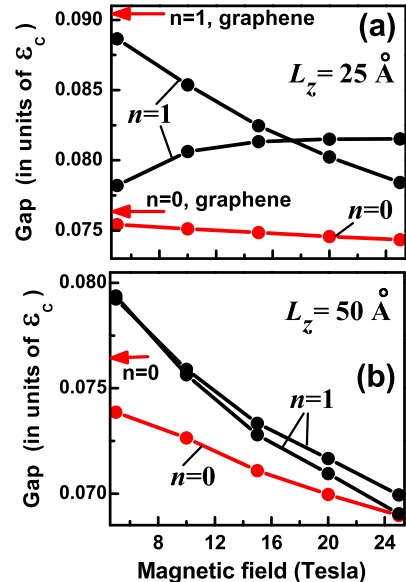 0.090
n=1, graphene
(a)
L_z = 25 Å
0.085
n=1
0.080
n=0, graphene
n=0
0.075
Gap (in units of ε_C)
0.080
L_z = 50 Å
(b)
n=0
0.075
n=1
n=0
0.070
Gap (in units of ε_C)
8 12 16 20 24
Magnetic field (Tesla)